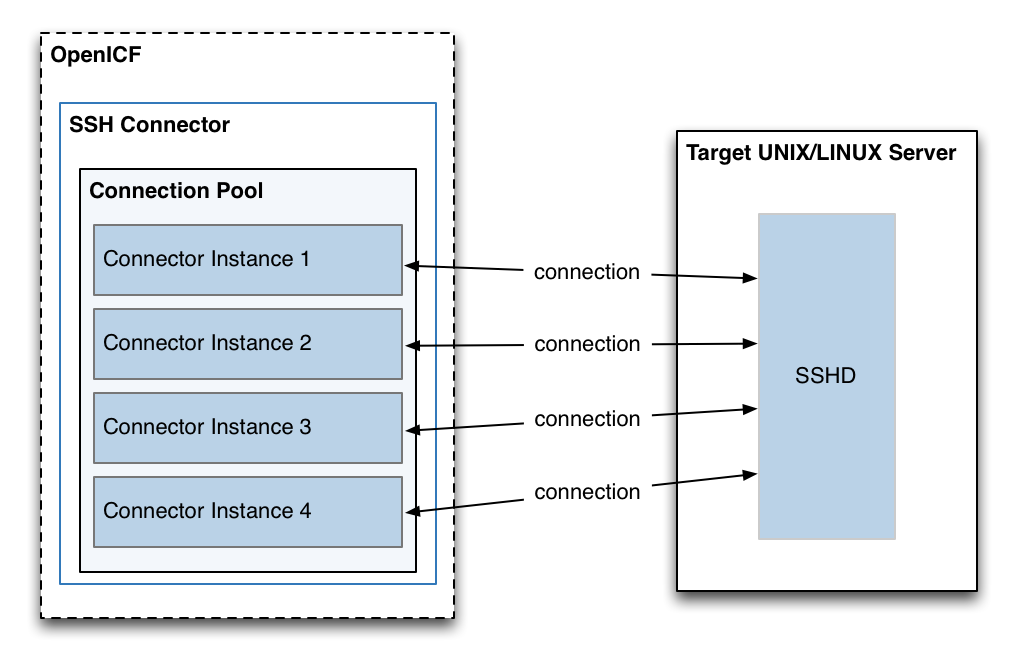 OpenICF
SSH Connector
Connection Pool
Connector Instance 1
Connector Instance 2
Connector Instance 3
Connector Instance 4
connection
connection
connection
connection
Target UNIX/LINUX Server
SSHD